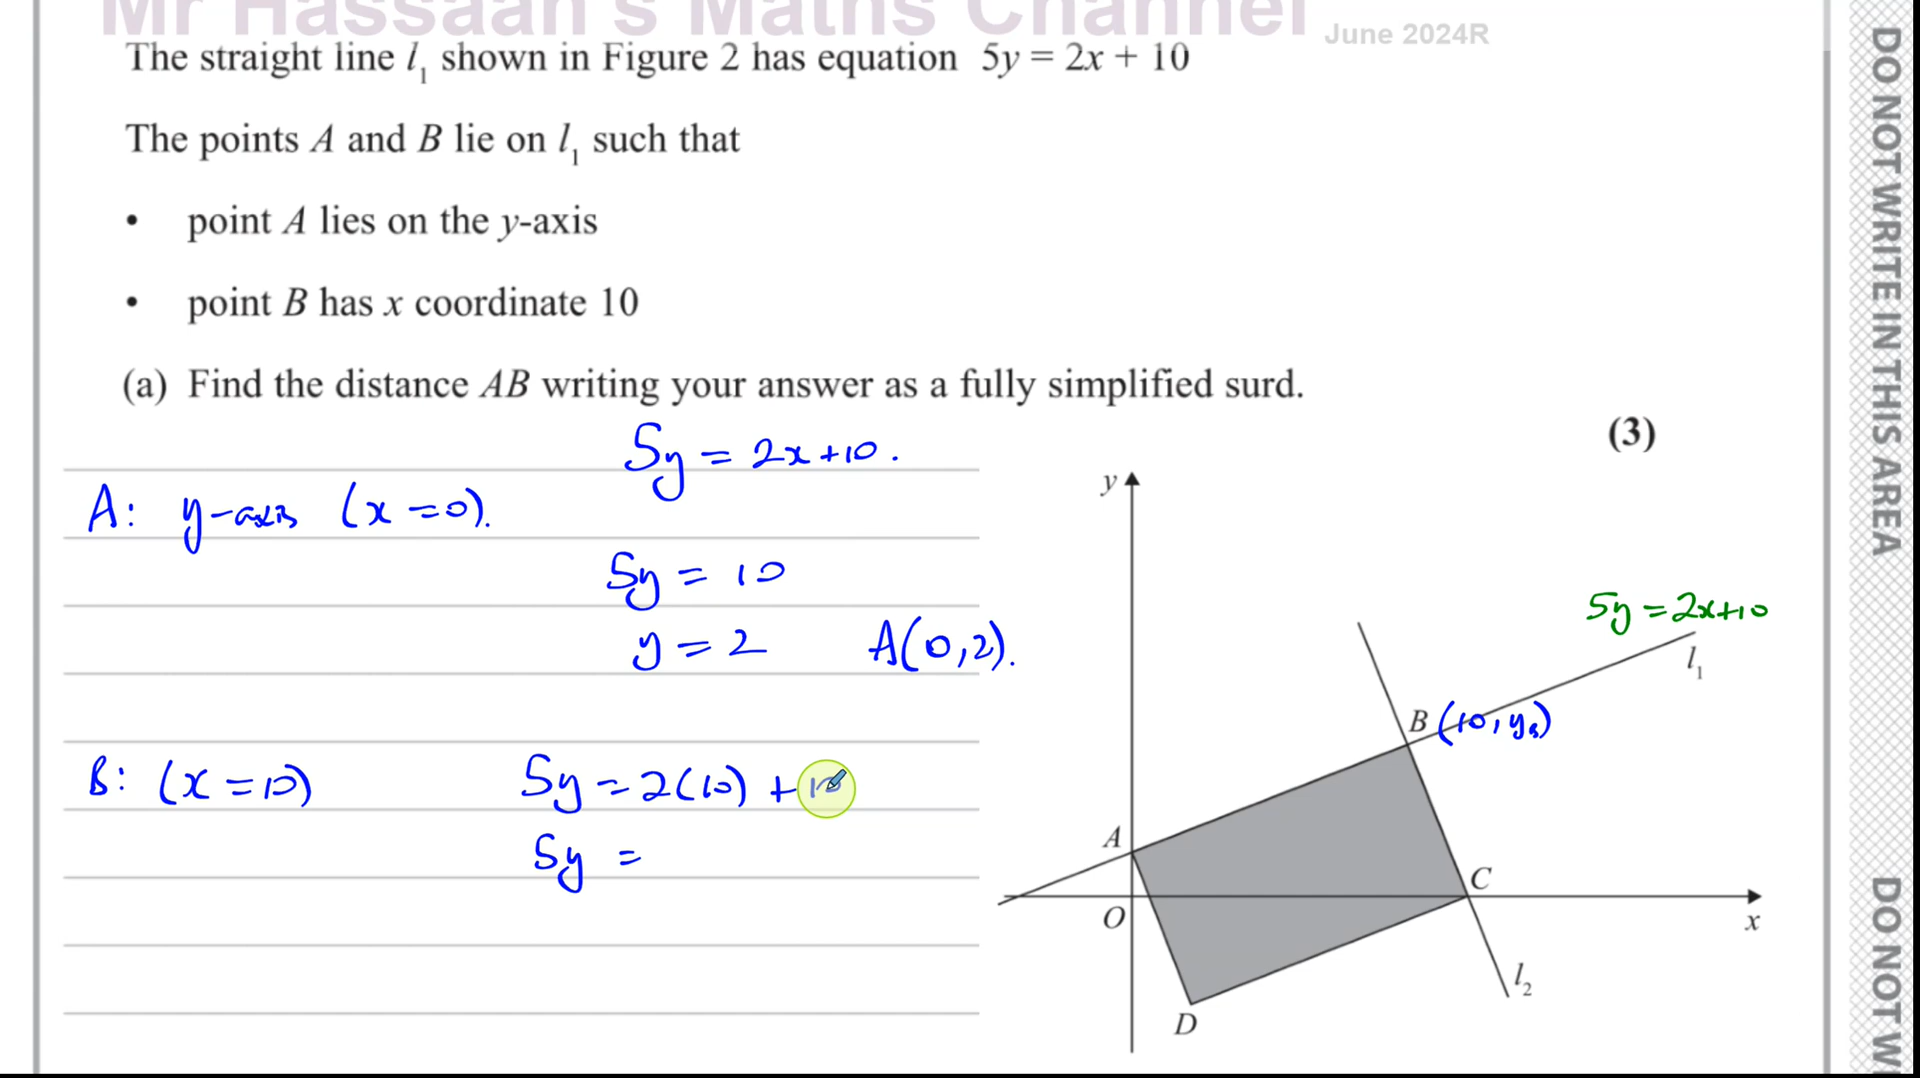 Mr Hassaan's Maths Channel
June 2024R
The straight line l₁ shown in Figure 2 has equation 5y = 2x + 10
The points A and B lie on l₁ such that
• point A lies on the y-axis
• point B has x coordinate 10
(a) Find the distance AB writing your answer as a fully simplified surd.
(3)
5y = 2x+10.
A: y-axis (x=0).
5y = 10
y = 2 A(0,2).
B: (x=10) 5y = 2(10) + 10
5y =
y
5y = 2x+10
l₁
B (10, y
A
C
O
x
l₂
D
DO NOT WRITE IN THIS AREA
DO NOT W